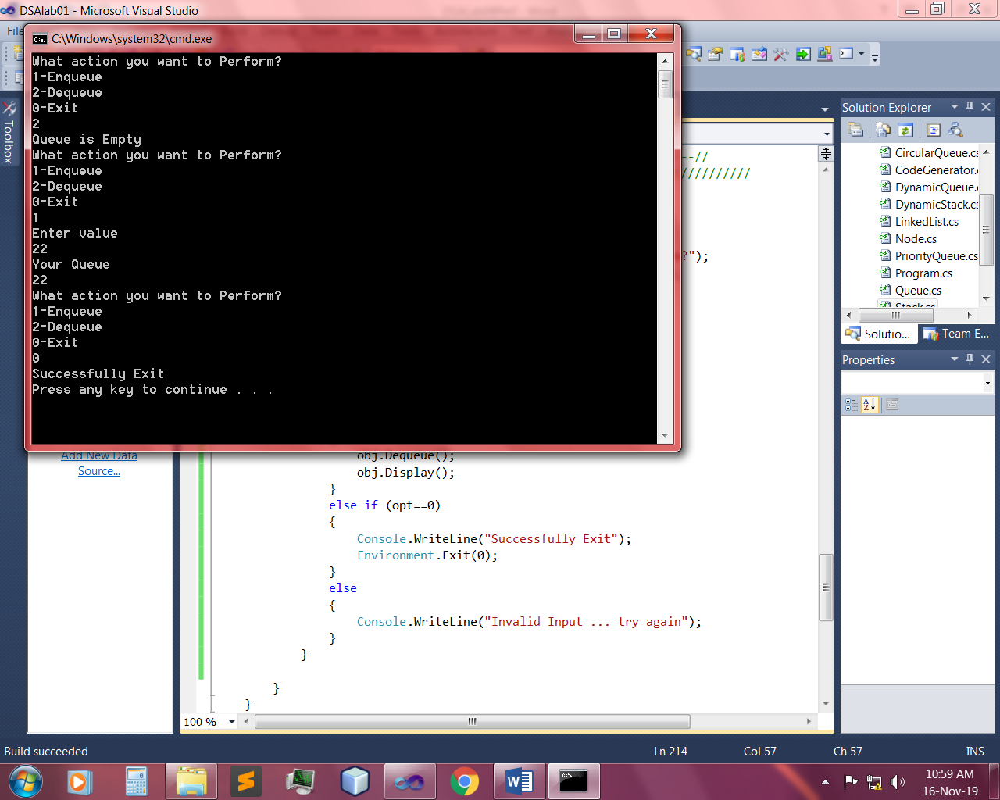 DSAlab01 - Microsoft Visual Studio
File
C:\Windows\system32\cmd.exe
What action you want to Perform?
1-Enqueue
2-Dequeue
0-Exit
2
Queue is Empty
What action you want to Perform?
1-Enqueue
2-Dequeue
0-Exit
1
Enter value
22
Your Queue
22
What action you want to Perform?
1-Enqueue
2-Dequeue
0-Exit
0
Successfully Exit
Press any key to continue . . .
Toolbox
Add New Data
Source...
--//
//////////
?");
obj.Dequeue();
obj.Display();
}
else if (opt==0)
{
Console.WriteLine("Successfully Exit");
Environment.Exit(0);
}
else
{
Console.WriteLine("Invalid Input ... try again");
}
}
}
}
100 %
Solution Explorer
CircularQueue.cs
CodeGenerator.
DynamicQueue.
DynamicStack.cs
LinkedList.cs
Node.cs
PriorityQueue.cs
Program.cs
Queue.cs
Stack.cs
Solutio...
Team E...
Properties
Build succeeded
Ln 214
Col 57
Ch 57
INS
10:59 AM
16-Nov-19